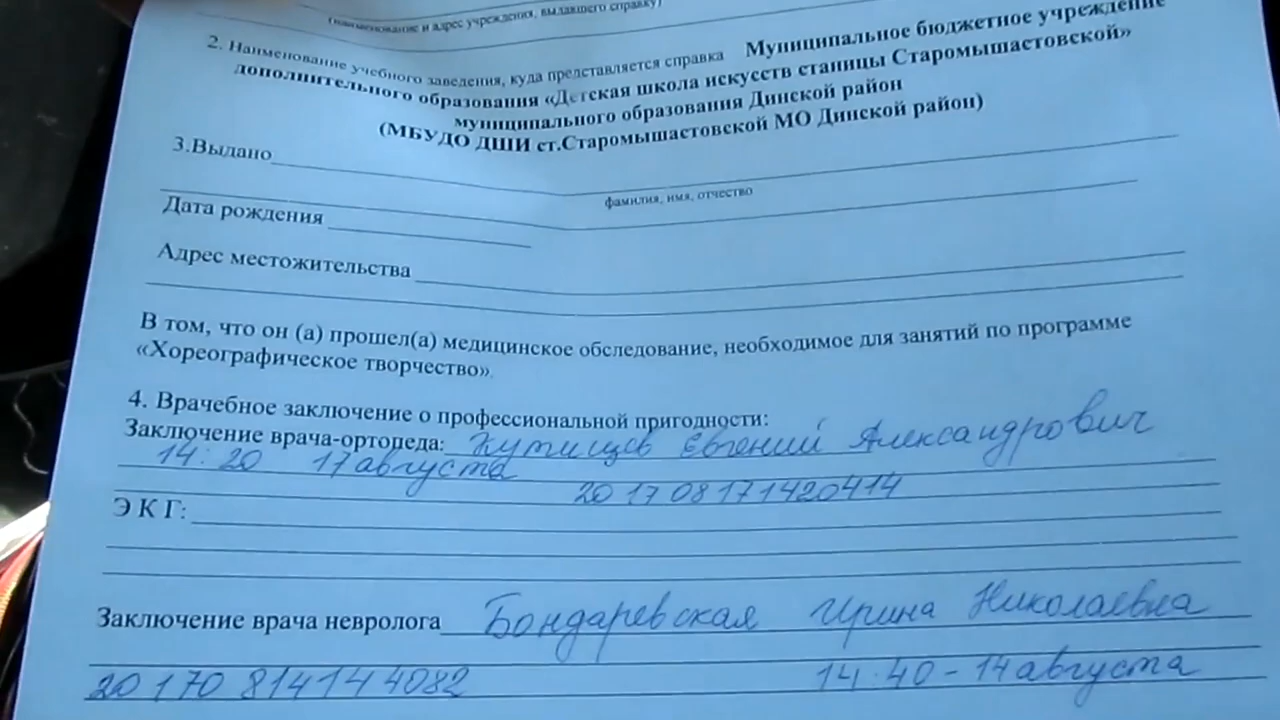 (наименование и адрес учреждения, выдавшего справку)
2. Наименование учебного заведения, куда представляется справка Муниципальное бюджетное учреждение
дополнительного образования «Детская школа искусств станицы Старомышастовской»
муниципального образования Динской район
(МБУДО ДШИ ст.Старомышастовской МО Динской район)
3.Выдано
фамилия, имя, отчество
Дата рождения
Адрес местожительства
В том, что он (а) прошел(а) медицинское обследование, необходимое для занятий по программе
«Хореографическое творчество».
4. Врачебное заключение о профессиональной пригодности:
Заключение врача-ортопеда: Евгений Александрович
14:20 17 августа
20170817 1420414
Э К Г:
Заключение врача невролога Бондаревская Ирина Николаевна
20170814144082 14.40 - 14 августа